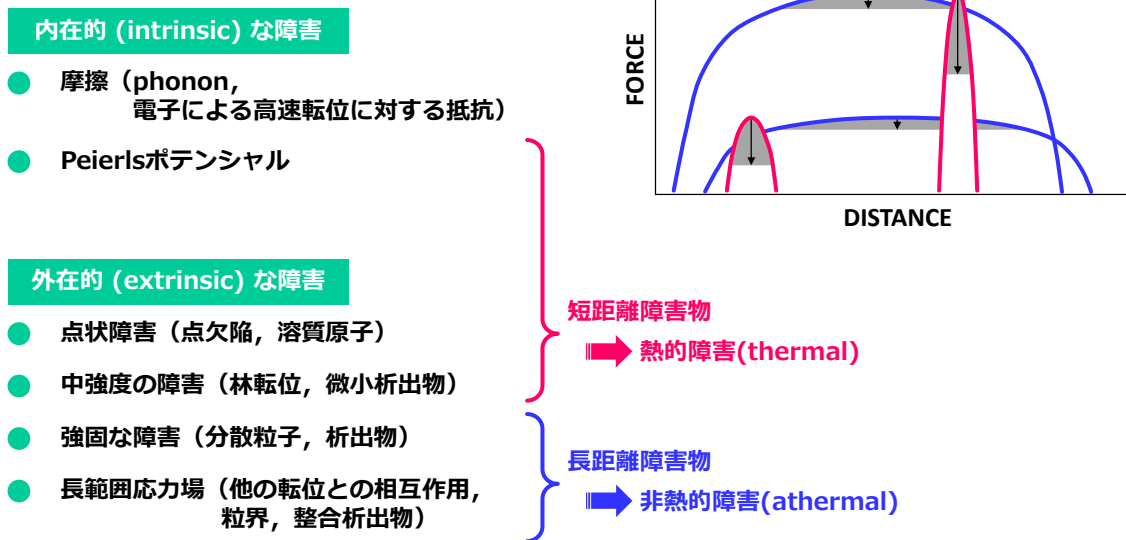 内在的 (intrinsic) な障害
摩擦（phonon,
電子による高速転位に対する抵抗）
Peierlsポテンシャル
外在的 (extrinsic) な障害
点状障害（点欠陥，溶質原子）
中強度の障害（林転位，微小析出物）
強固な障害（分散粒子，析出物）
長範囲応力場（他の転位との相互作用，
粒界，整合析出物）
FORCE
DISTANCE
短距離障害物
熱的障害(thermal)
長距離障害物
非熱的障害(athermal)